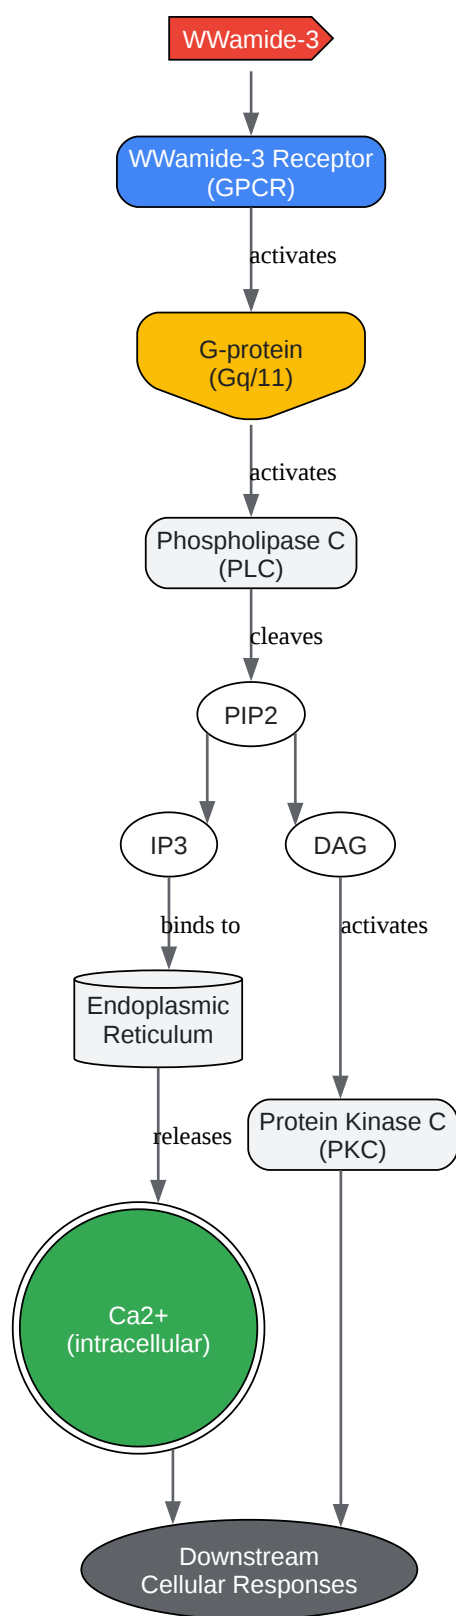 WWamide-3
WWamide-3 Receptor
(GPCR)
activates
G-protein
(Gq/11)
activates
Phospholipase C
(PLC)
cleaves
PIP2
IP3
DAG
binds to
activates
Endoplasmic
Reticulum
releases
Protein Kinase C
(PKC)
Ca2+
(intracellular)
Downstream
Cellular Responses